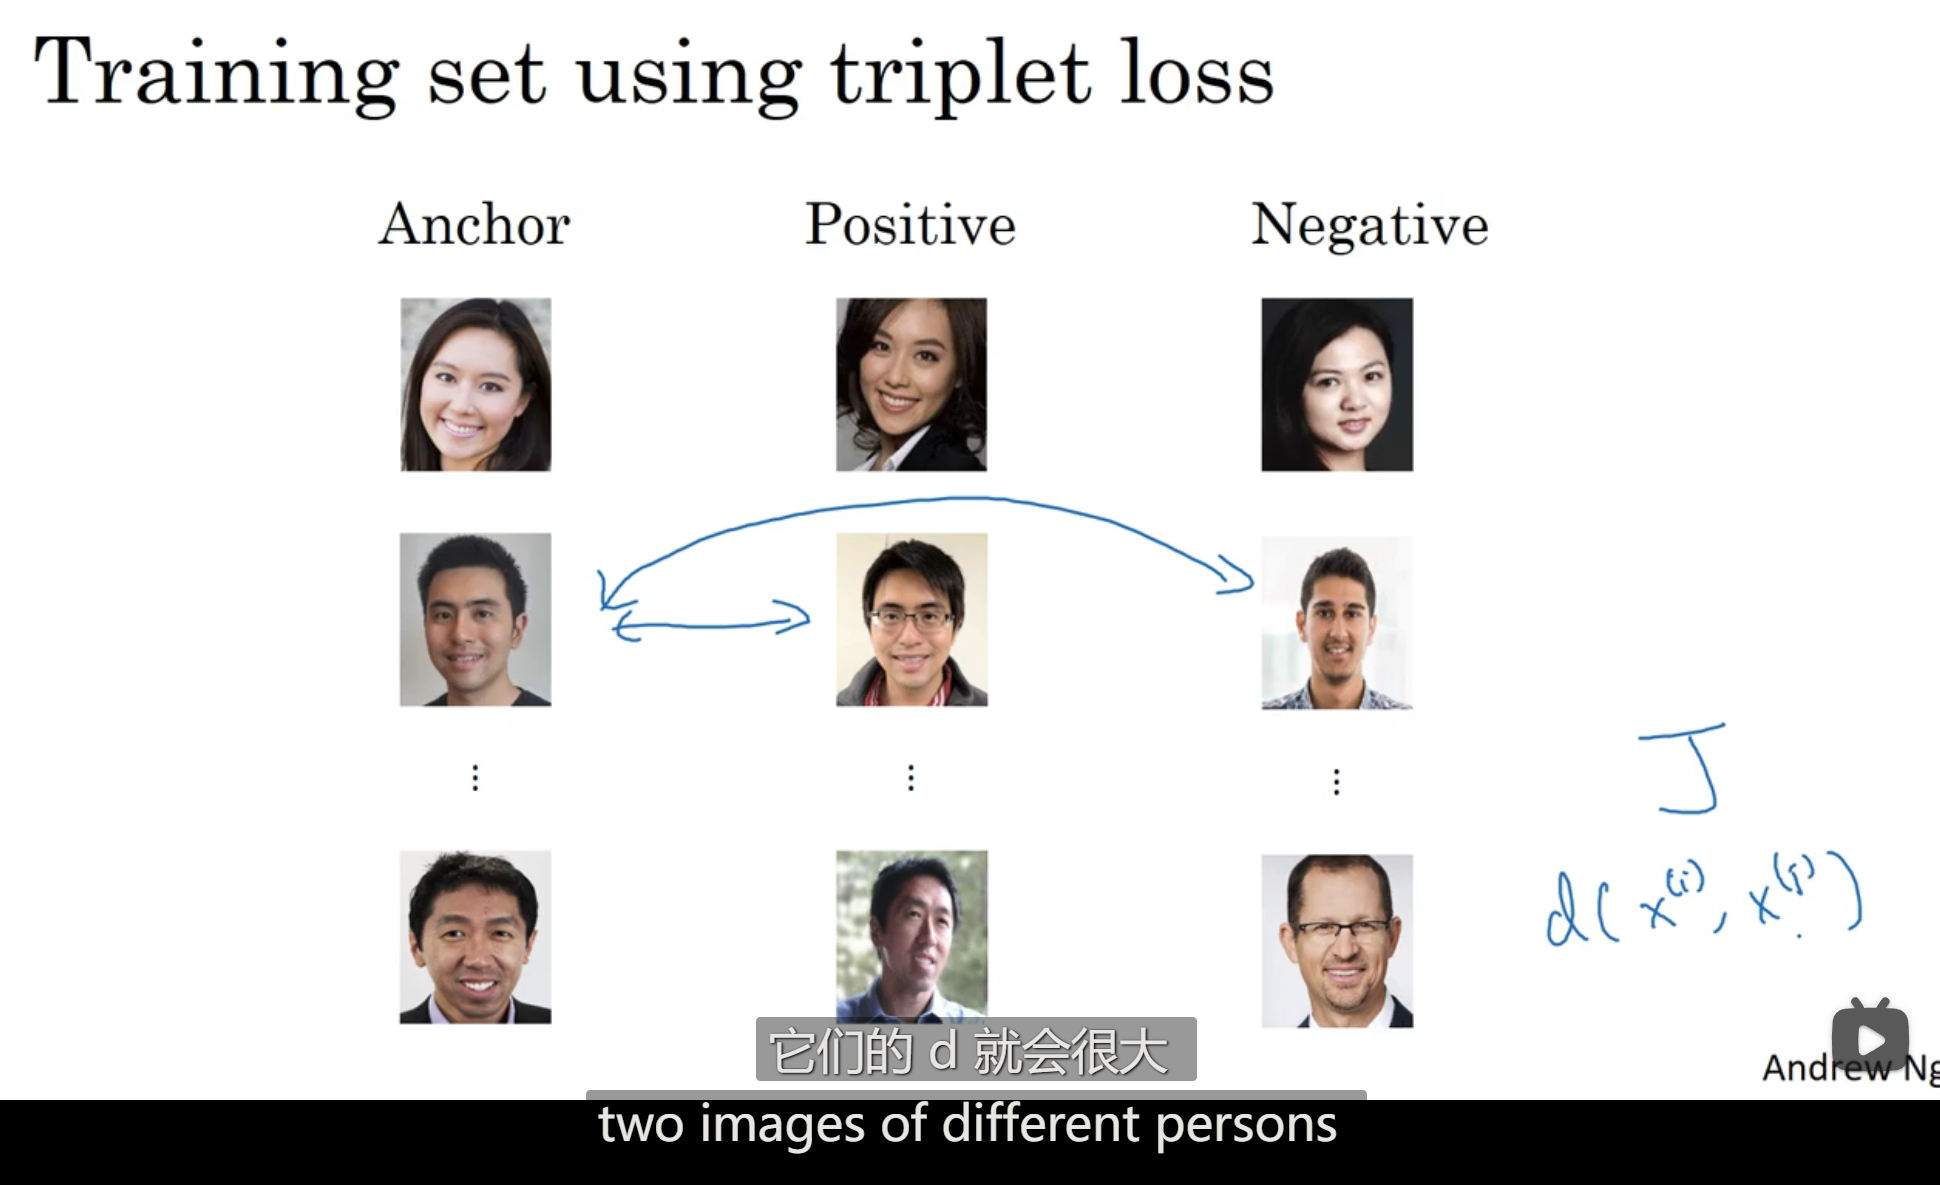 Training set using triplet loss
Anchor Positive Negative
⋮ ⋮ ⋮
J
d(x^(i), x^(j))
它们的 d 就会很大
Andrew Ng
two images of different persons